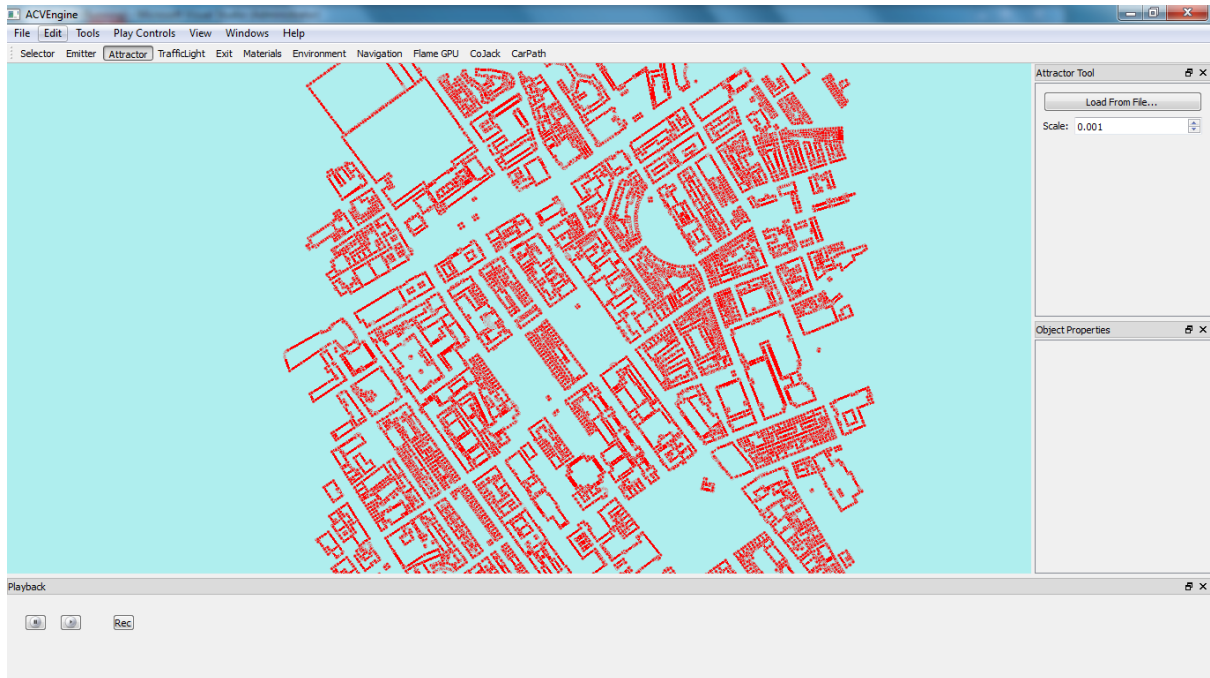 ACVEngine
File Edit Tools Play Controls View Windows Help
Selector Emitter Attractor TrafficLight Exit Materials Environment Navigation Flame GPU CoJack CarPath
Attractor Tool
Load From File...
Scale: 0.001
Object Properties
Playback
Rec